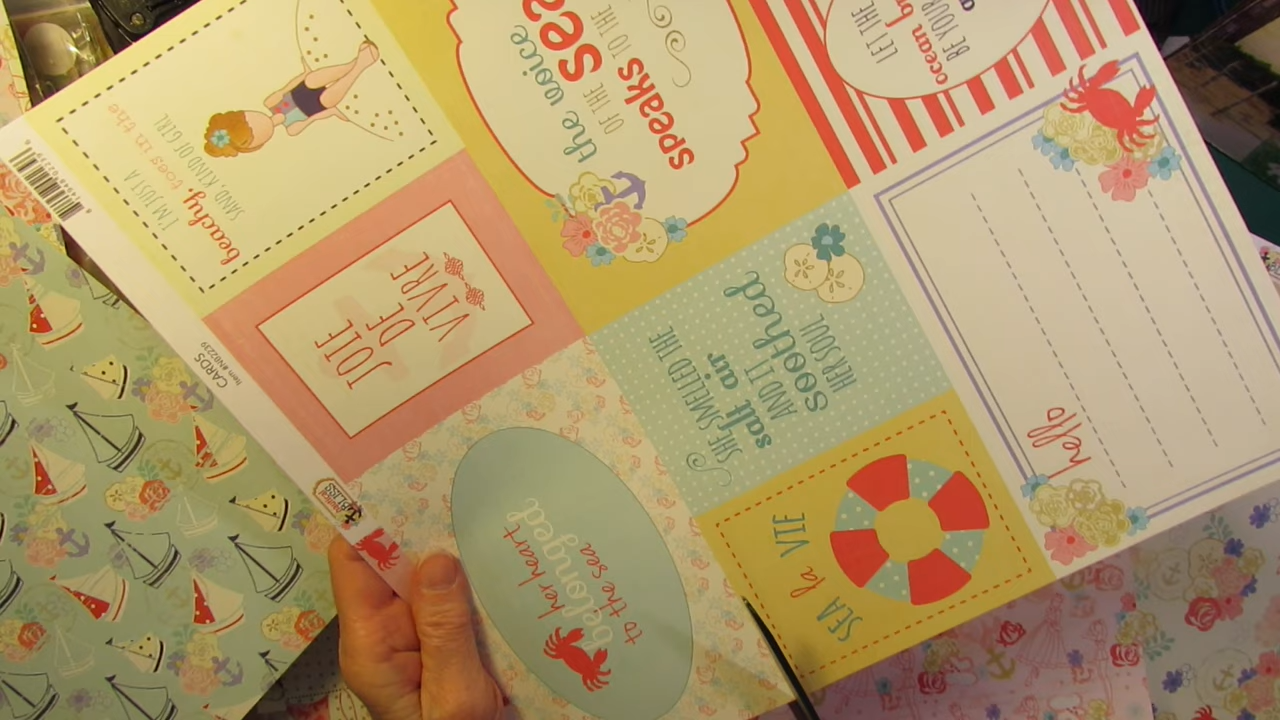 I'M JUST A
beachy, toes in the
SAND, KIND OF GIRL
the voice
OF THE sea
SPEAKS TO THE
LET THE
ocean
BE YOUR
JOIE
DE
VIVRE
SHE SMELLED THE
salt air
AND IT
soothed
HER SOUL
hello
CARDS
Item #NB2239
her heart
belonged
to the sea
SEA la VIE